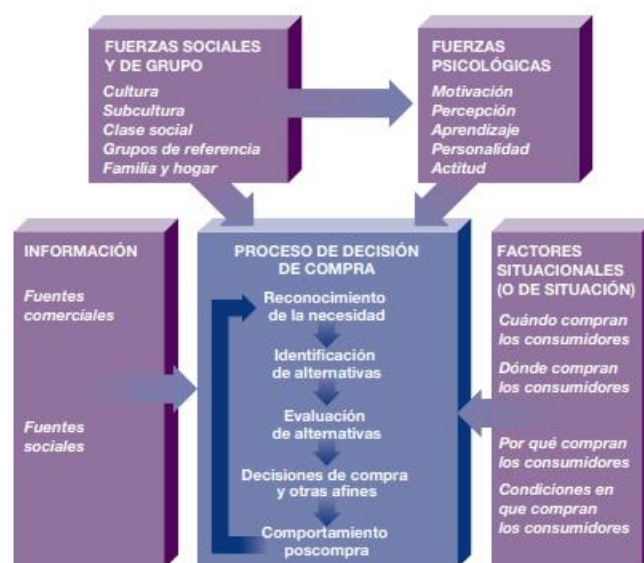 FUERZAS SOCIALES
Y DE GRUPO
Cultura
Subcultura
Clase social
Grupos de referencia
Familia y hogar
FUERZAS
PSICOLÓGICAS
Motivación
Percepción
Aprendizaje
Personalidad
Actitud
INFORMACIÓN
Fuentes
comerciales
Fuentes
sociales
PROCESO DE DECISIÓN
DE COMPRA
Reconocimiento
de la necesidad
Identificación
de alternativas
Evaluación
de alternativas
Decisiones de compra
y otras afines
Comportamiento
poscompra
FACTORES
SITUACIONALES
(O DE SITUACIÓN)
Cuándo compran
los consumidores
Dónde compran
los consumidores
Por qué compran
los consumidores
Condiciones en
que compran
los consumidores